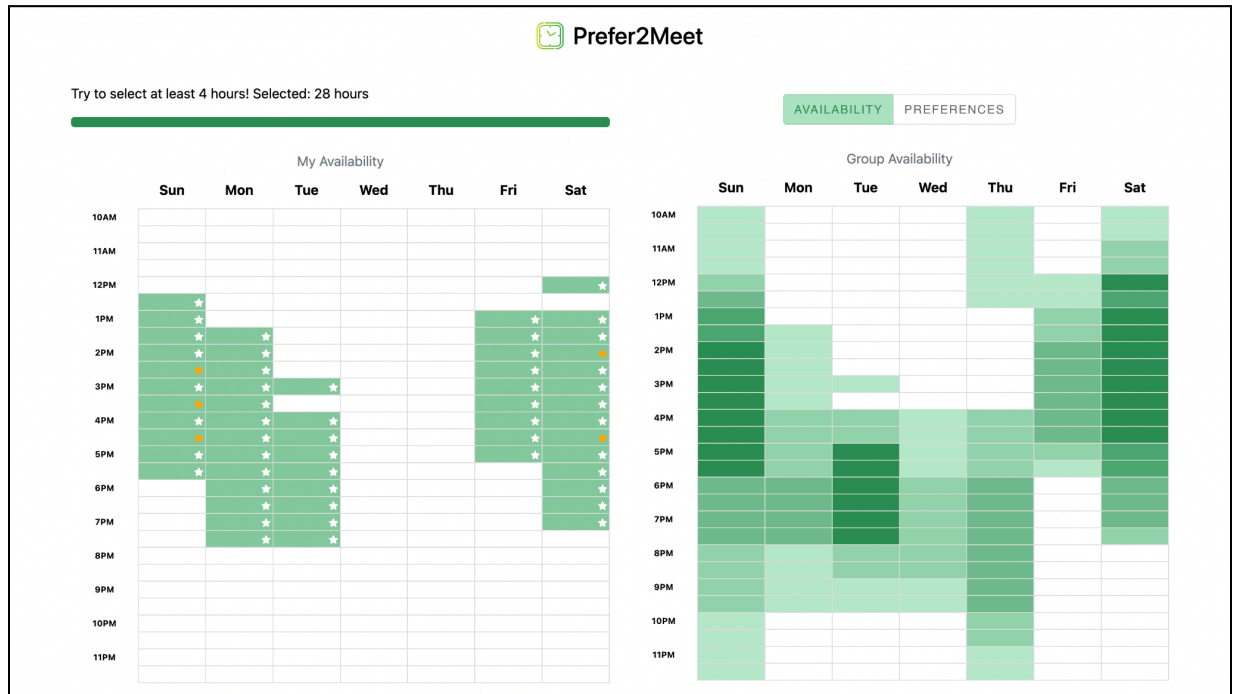 Prefer2Meet
Try to select at least 4 hours! Selected: 28 hours
AVAILABILITY PREFERENCES
My Availability
Sun Mon Tue Wed Thu Fri Sat
10AM
11AM
12PM
1PM
2PM
3PM
4PM
5PM
6PM
7PM
8PM
9PM
10PM
11PM
Group Availability
Sun Mon Tue Wed Thu Fri Sat
10AM
11AM
12PM
1PM
2PM
3PM
4PM
5PM
6PM
7PM
8PM
9PM
10PM
11PM